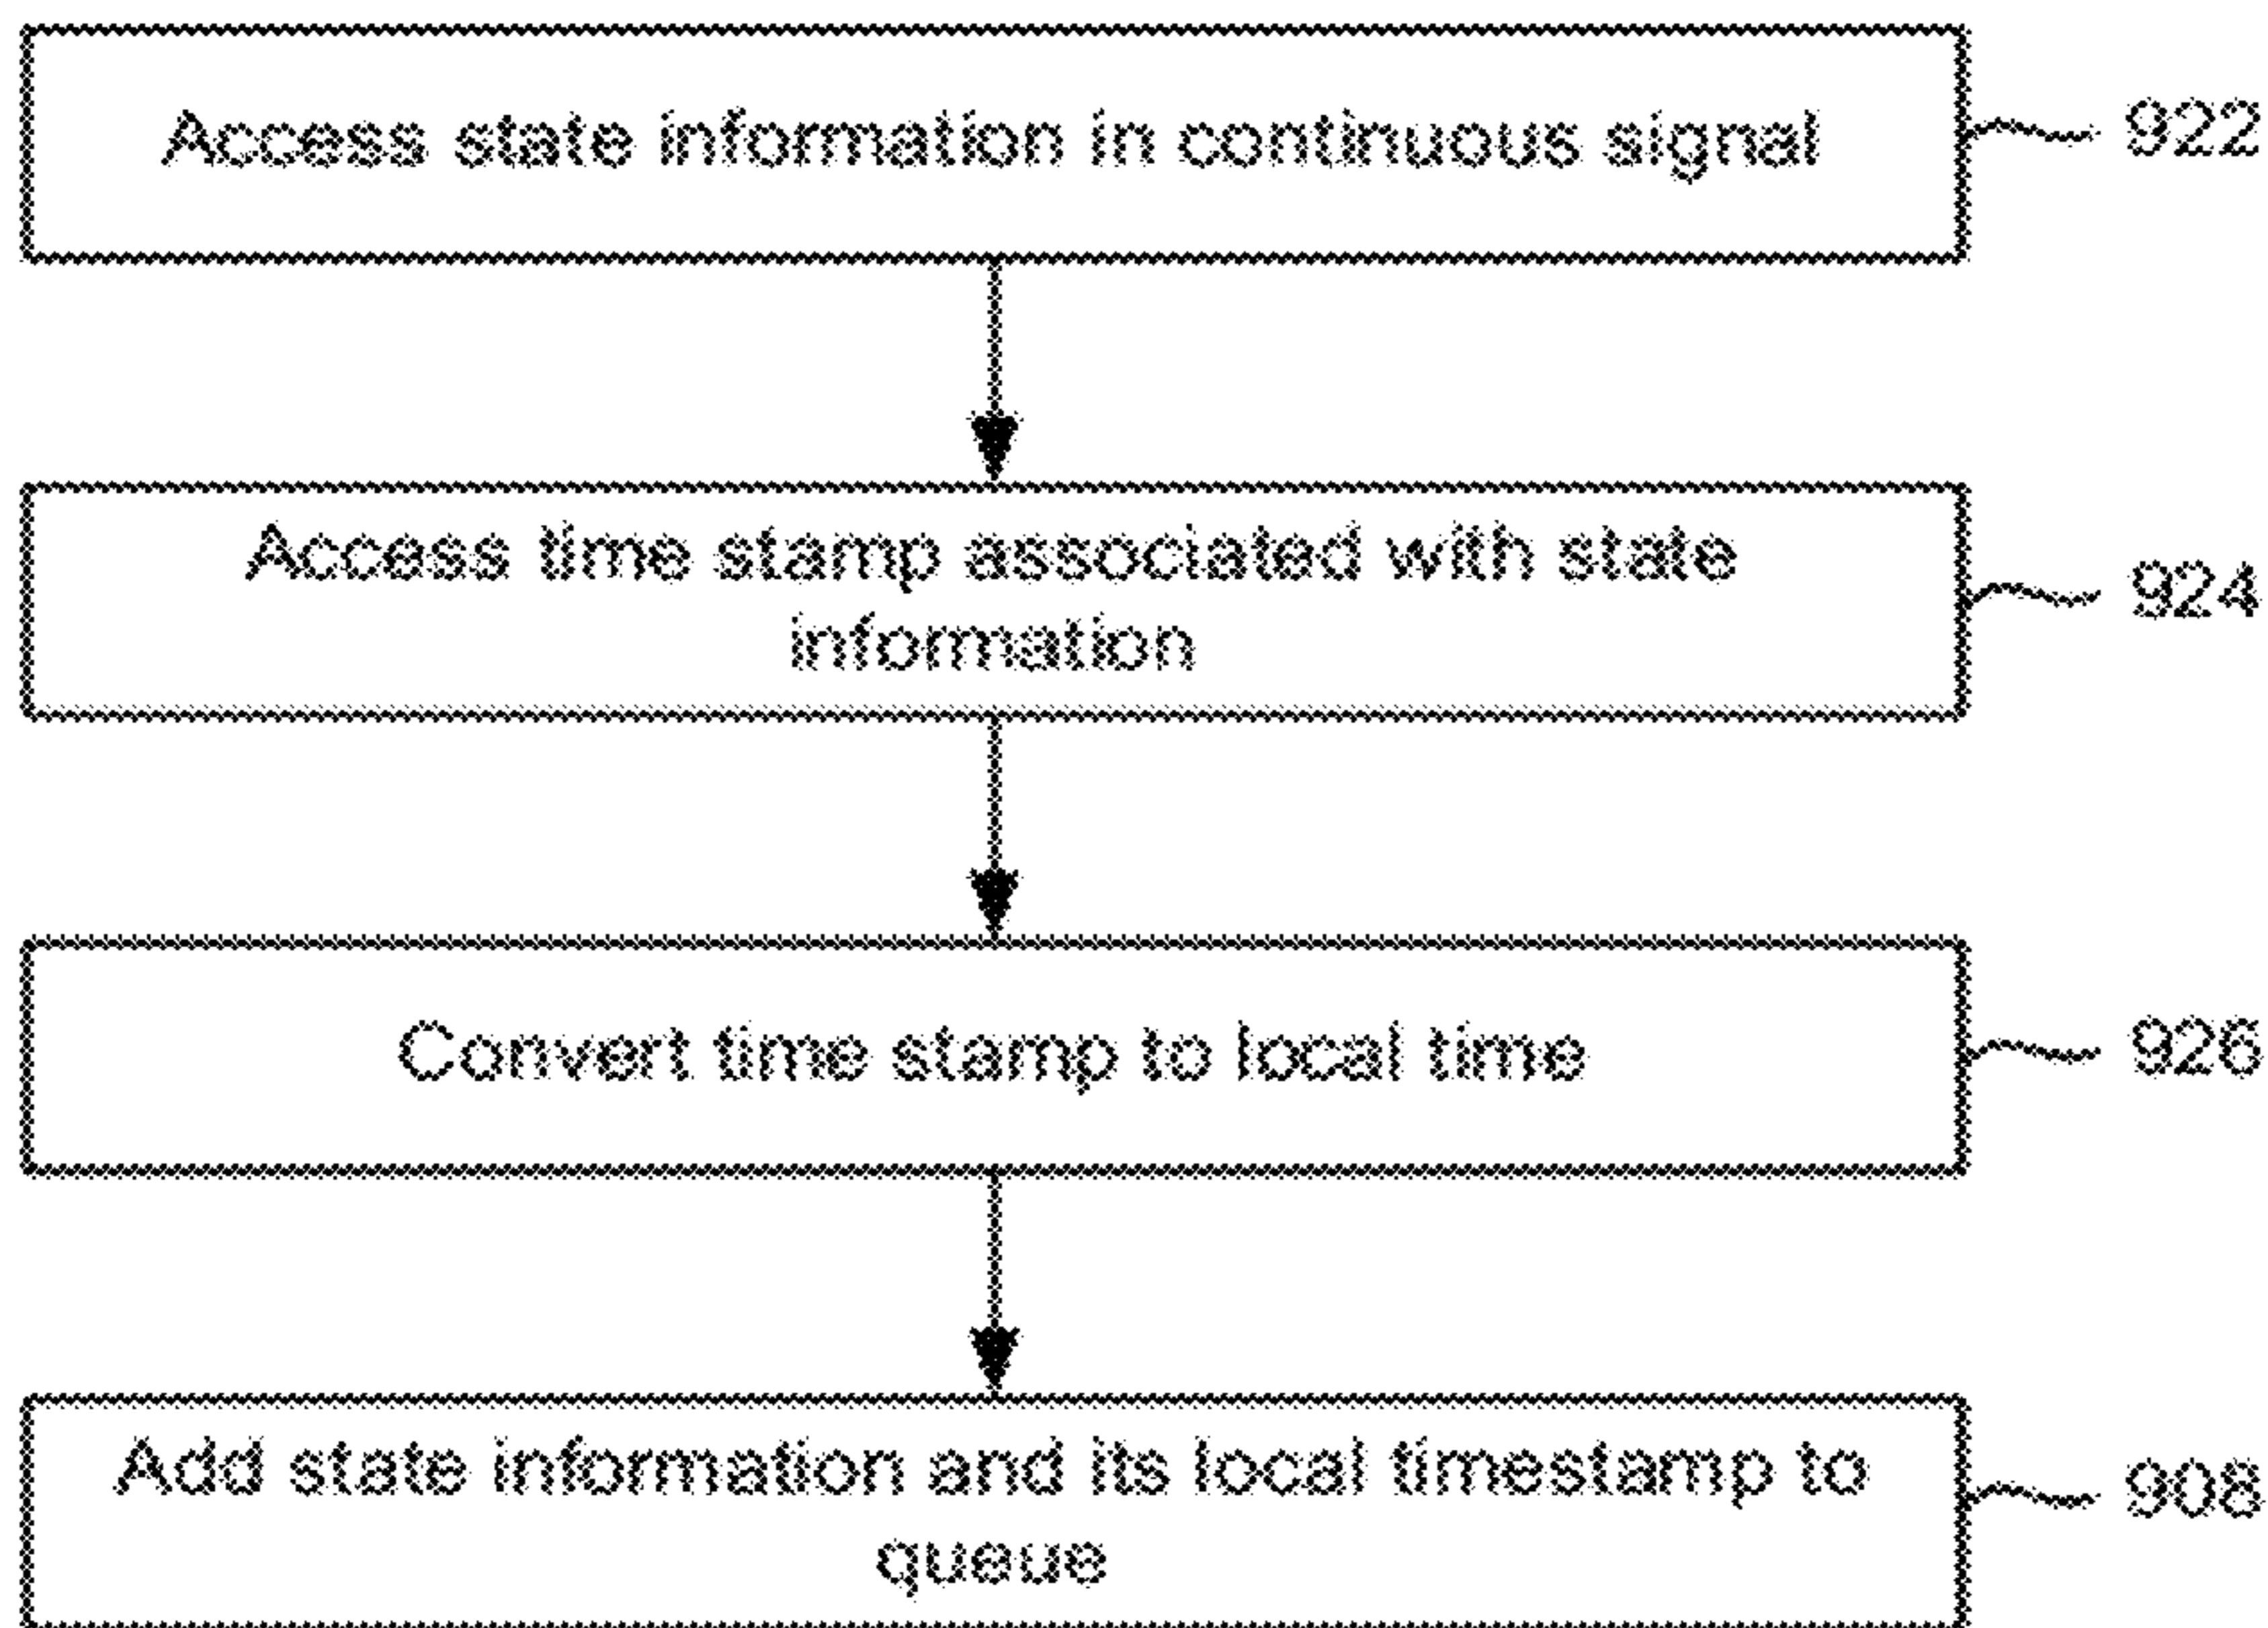 Access state information in continuous signal
922
Access time stamp associated with state
information
924
Convert time stamp to local time
926
Add state information and its local timestamp to
queue
908